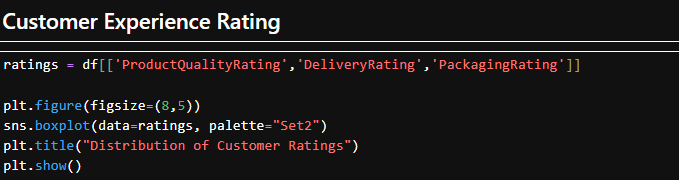 Customer Experience Rating
ratings = df[['ProductQualityRating','DeliveryRating','PackagingRating']]
plt.figure(figsize=(8,5))
sns.boxplot(data=ratings, palette="Set2")
plt.title("Distribution of Customer Ratings")
plt.show()